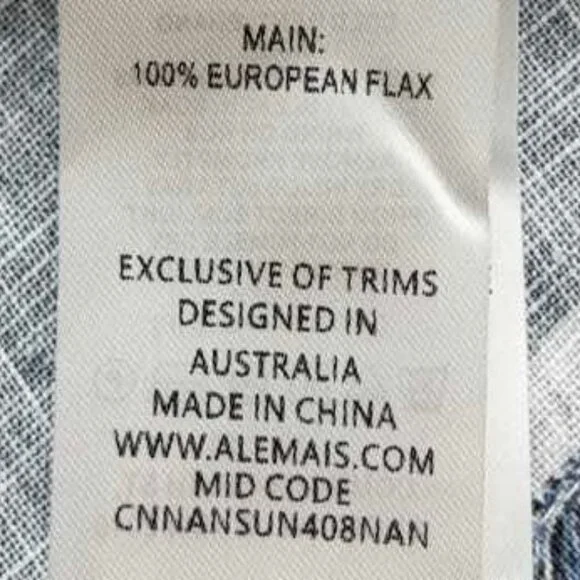 MAIN:
100% EUROPEAN FLAX
EXCLUSIVE OF TRIMS
DESIGNED IN
AUSTRALIA
MADE IN CHINA
WWW.ALEMAIS.COM
MID CODE
CNNANSUN408NAN